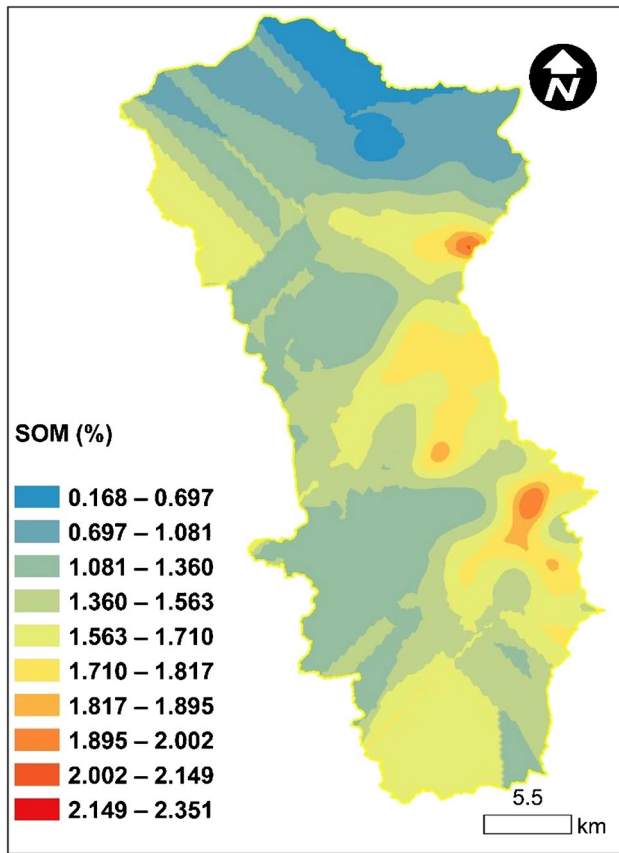 N
SOM (%)
0.168 – 0.697
0.697 – 1.081
1.081 – 1.360
1.360 – 1.563
1.563 – 1.710
1.710 – 1.817
1.817 – 1.895
1.895 – 2.002
2.002 – 2.149
2.149 – 2.351
5.5
km